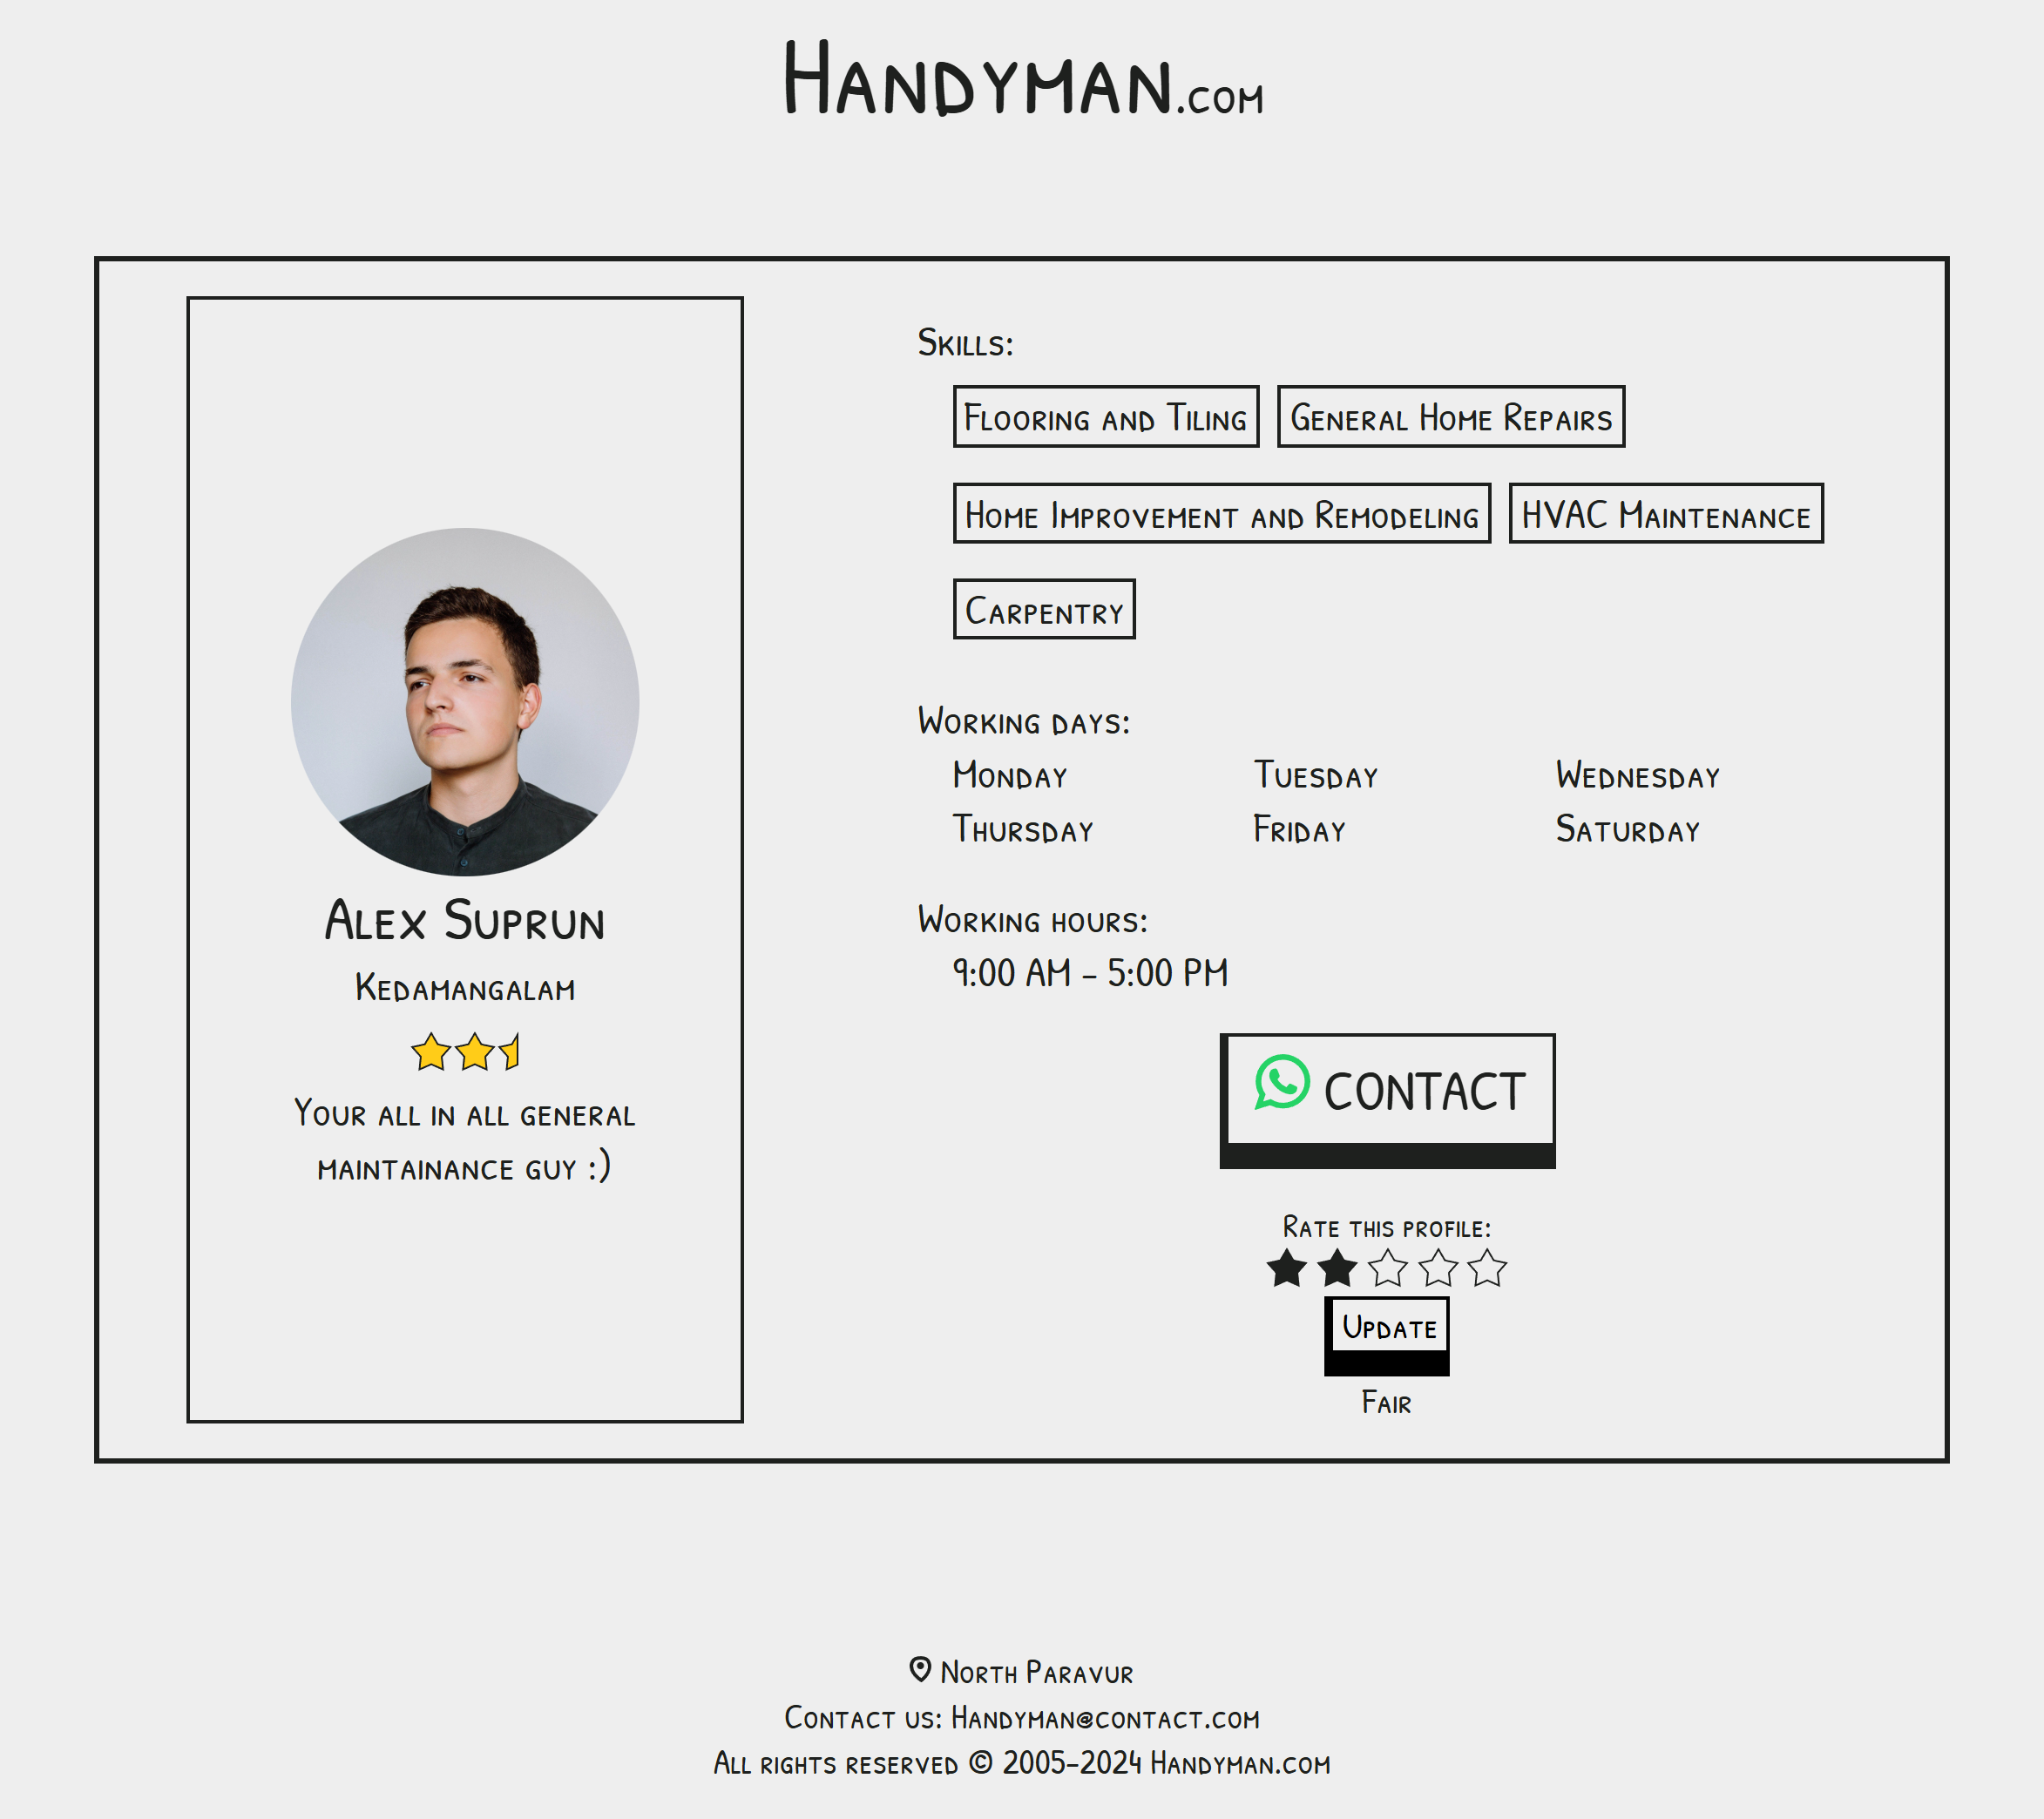 Handyman.com
Alex Suprun
Kedamangalam
Your all in all general
maintainance guy :)
Skills:
Flooring and Tiling General Home Repairs
Home Improvement and Remodeling HVAC Maintenance
Carpentry
Working days:
Monday Tuesday Wednesday
Thursday Friday Saturday
Working hours:
9:00 AM - 5:00 PM
CONTACT
Rate this profile:
Update
Fair
North Paravur
Contact us: Handyman@contact.com
All rights reserved © 2005-2024 Handyman.com